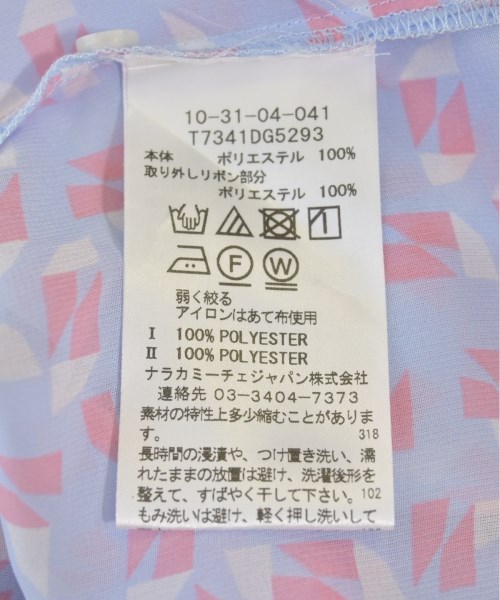 10-31-04-041
T7341DG5293
本体 ポリエステル 100%
取り外しリボン部分
ポリエステル 100%
F W
弱く絞る
アイロンはあて布使用
I 100% POLYESTER
II 100% POLYESTER
ナラカミーチェジャパン株式会社
連絡先 03-3404-7373
素材の特性上多少縮むことがありま
す。 318
長時間の浸漬や、つけ置き洗い、濡
れたままの放置は避け、洗濯後形を
整えて、すばやく干して下さい。102
もみ洗いは避け、軽く押し洗いして